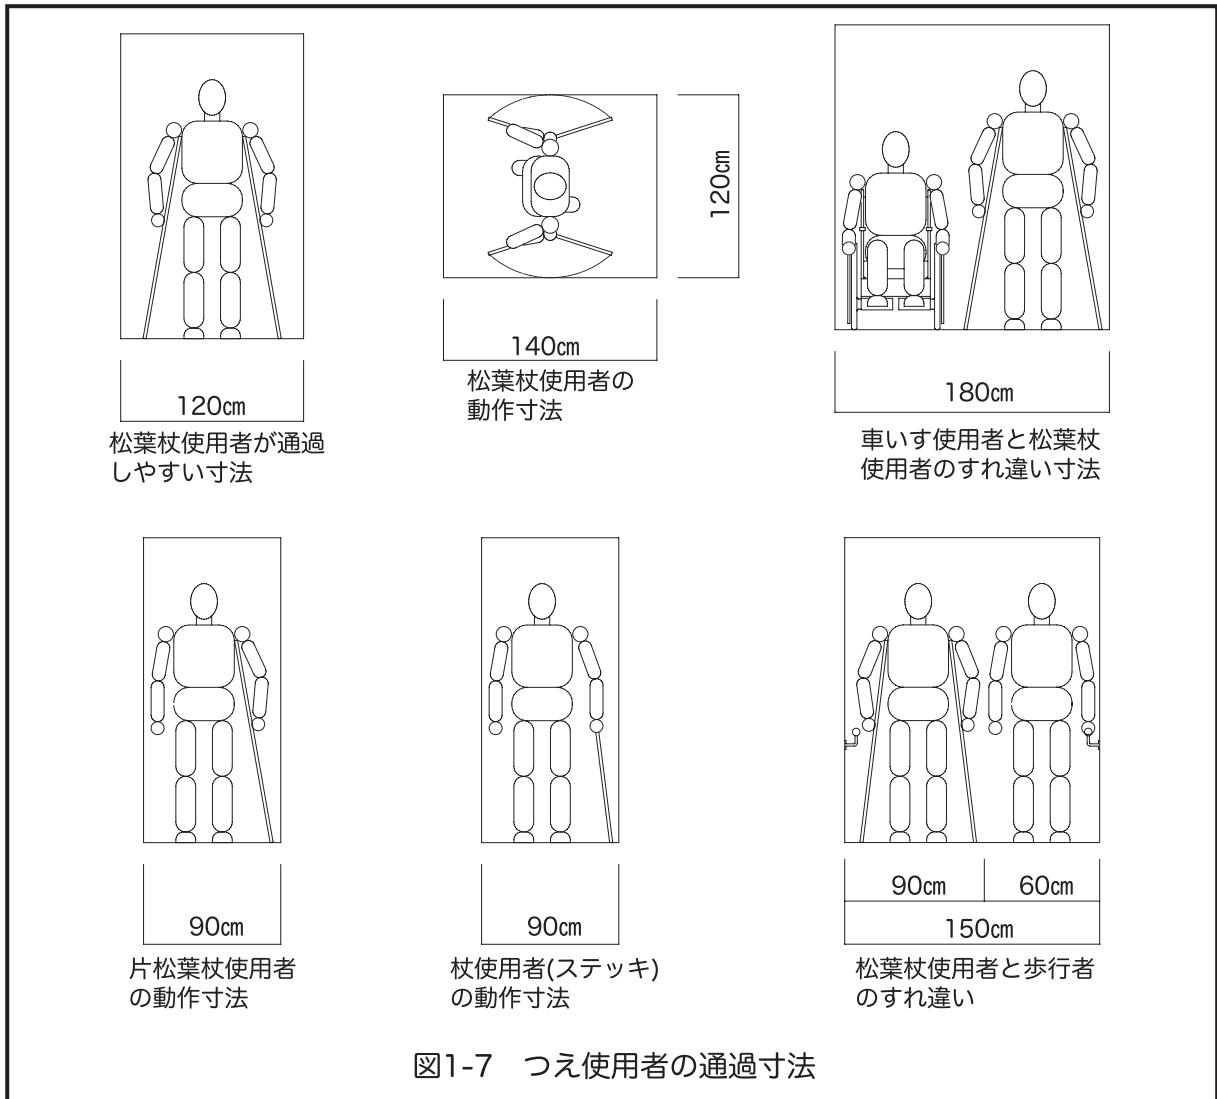 120㎝
松葉杖使用者が通過
しやすい寸法
120㎝
140㎝
松葉杖使用者の
動作寸法
180㎝
車いす使用者と松葉杖
使用者のすれ違い寸法
90㎝
片松葉杖使用者
の動作寸法
90㎝
杖使用者(ステッキ)
の動作寸法
90㎝ 60㎝
150㎝
松葉杖使用者と歩行者
のすれ違い
図1-7 つえ使用者の通過寸法